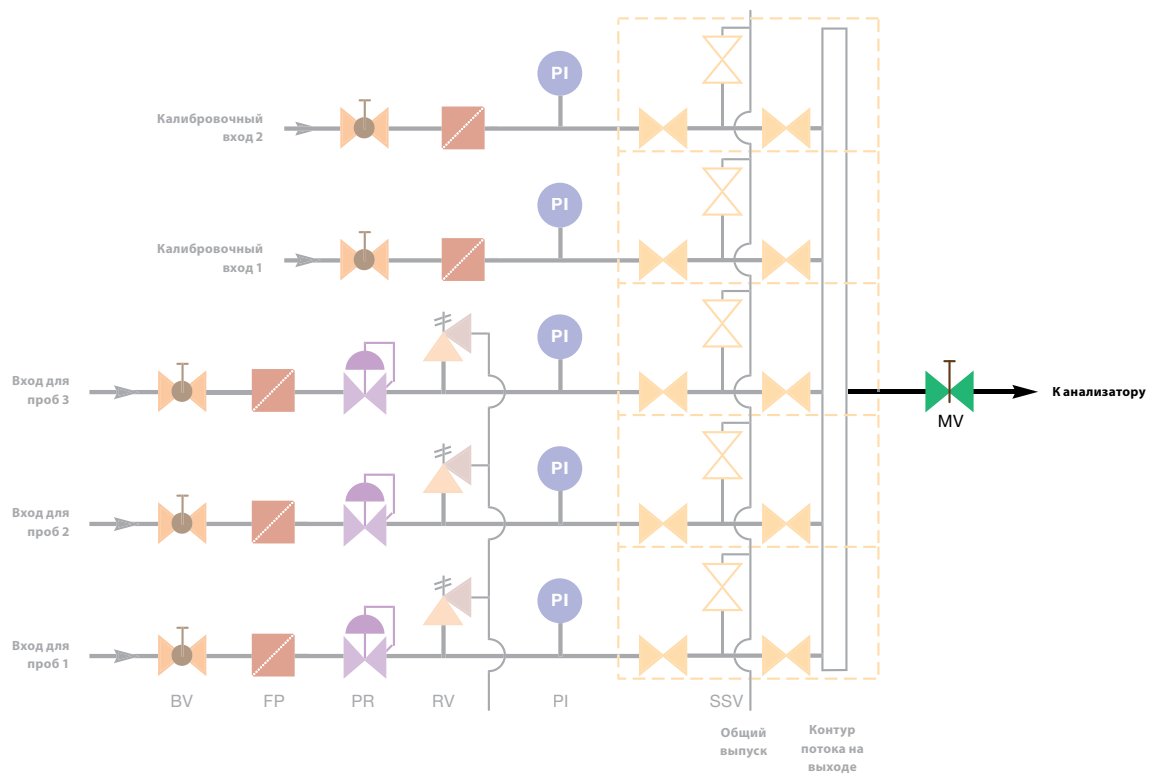 PI
Калибровочный
вход 2
PI
Калибровочный
вход 1
PI
Вход для
проб 3
К анализатору
MV
PI
Вход для
проб 2
PI
Вход для
проб 1
BV
FP
PR
RV
PI
SSV
Общий
выпуск
Контур
потока на
выходе